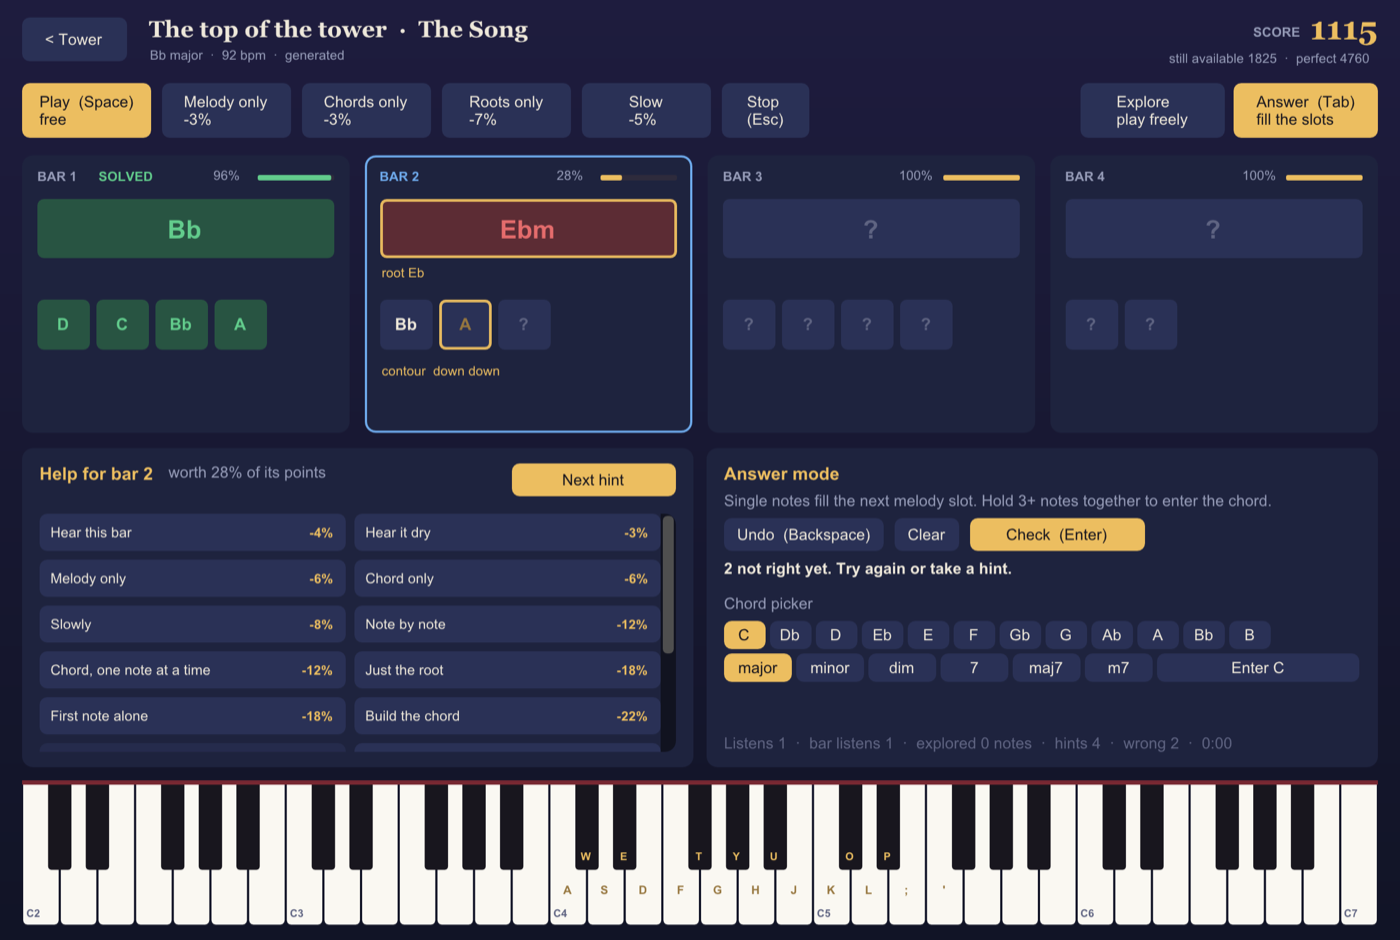 < Tower
The top of the tower · The Song
Bb major · 92 bpm · generated
SCORE 1115
still available 1825 · perfect 4760
Play (Space)
free
Melody only
-3%
Chords only
-3%
Roots only
-7%
Slow
-5%
Stop
(Esc)
Explore
play freely
Answer (Tab)
fill the slots
BAR 1 SOLVED 96%
Bb
D C Bb A
BAR 2 28%
Ebm
root Eb
Bb A ?
contour down down
BAR 3 100%
?
? ? ? ?
BAR 4 100%
?
? ?
Help for bar 2 worth 28% of its points
Next hint
Hear this bar -4%
Hear it dry -3%
Melody only -6%
Chord only -6%
Slowly -8%
Note by note -12%
Chord, one note at a time -12%
Just the root -18%
First note alone -18%
Build the chord -22%
Answer mode
Single notes fill the next melody slot. Hold 3+ notes together to enter the chord.
Undo (Backspace) Clear Check (Enter)
2 not right yet. Try again or take a hint.
Chord picker
C Db D Eb E F Gb G Ab A Bb B
major minor dim 7 maj7 m7 Enter C
Listens 1 · bar listens 1 · explored 0 notes · hints 4 · wrong 2 · 0:00
W E T Y U O P
A S D F G H J K L ; '
C2 C3 C4 C5 C6 C7